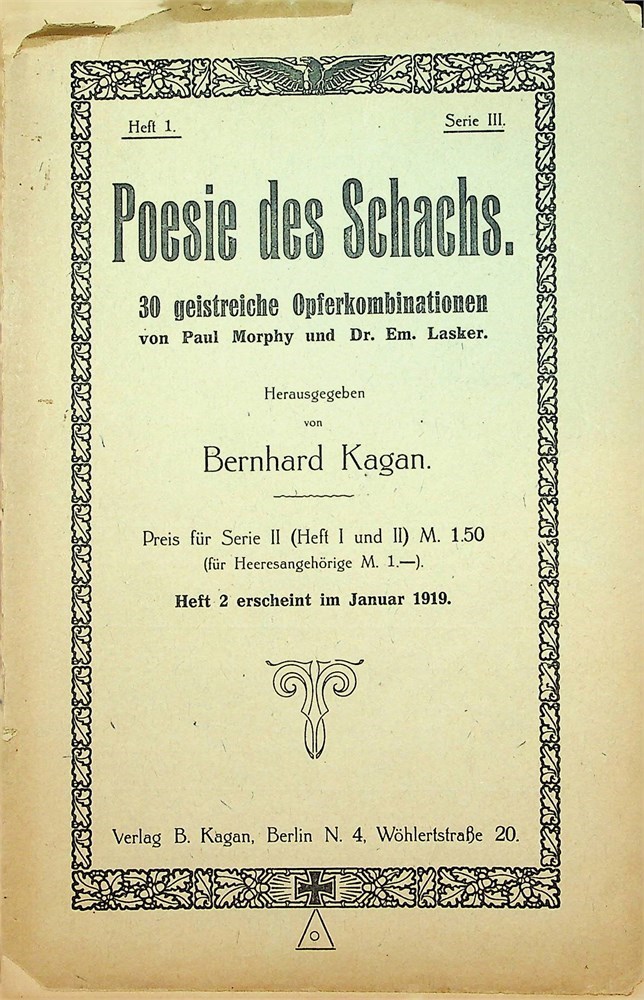 Heft 1.
Serie III.
Poesie des Schachs.
30 geistreiche Opferkombinationen
von Paul Morphy und Dr. Em. Lasker.
Herausgegeben
von
Bernhard Kagan.
Preis für Serie II (Heft I und II) M. 1.50
(für Heeresangehörige M. 1.—).
Heft 2 erscheint im Januar 1919.
Verlag B. Kagan, Berlin N. 4, Wöhlertstraße 20.